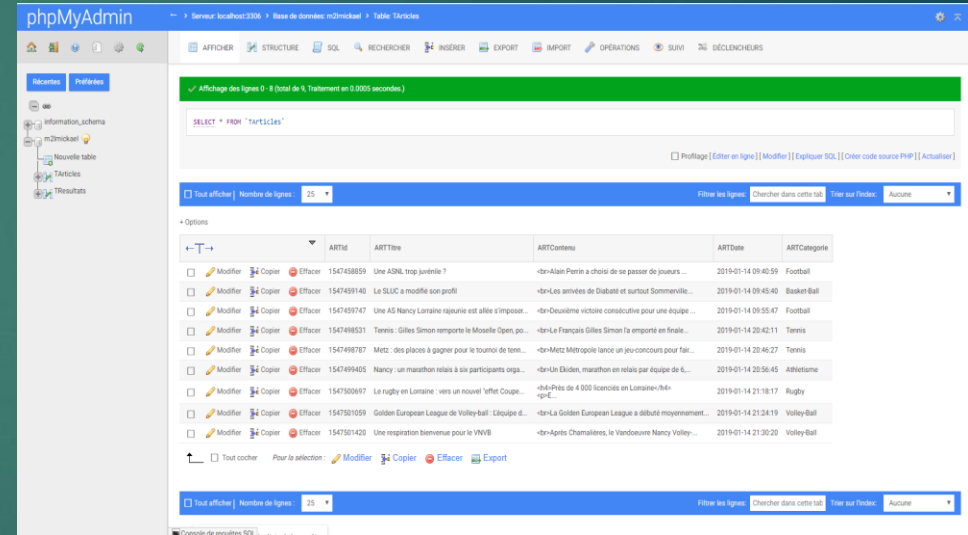 phpMyAdmin
← Serveur: localhost:3306 › Base de données: m2lmickael › Table: TArticles
AFFICHER STRUCTURE SQL RECHERCHER INSÉRER EXPORT IMPORT OPÉRATIONS SUIVI DÉCLENCHEURS
Récentes Préférées
information_schema
m2lmickael
Nouvelle table
TArticles
TResultats
Affichage des lignes 0 - 8 (total de 9, Traitement en 0.0005 secondes.)
SELECT * FROM `TArticles`
Profilage [ Éditer en ligne ] [ Modifier ] [ Expliquer SQL ] [ Créer code source PHP ] [ Actualiser ]
Tout afficher | Nombre de lignes : 25 Filtrer les lignes: Chercher dans cette tab Trier sur l'index: Aucune
+ Options
←T→ ARTId ARTTitre ARTContenu ARTDate ARTCategorie
Modifier Copier Effacer 1547458859 Une ASNL trop juvénile ? <br>Alain Perrin a choisi de se passer de joueurs ... 2019-01-14 09:40:59 Football
Modifier Copier Effacer 1547459140 Le SLUC a modifié son profil <br>Les arrivées de Diabaté et surtout Sommerville... 2019-01-14 09:45:40 Basket-Ball
Modifier Copier Effacer 1547459747 Une AS Nancy Lorraine rajeunie est allée s'imposer... <br>Deuxième victoire consécutive pour une équipe ... 2019-01-14 09:55:47 Football
Modifier Copier Effacer 1547498531 Tennis : Gilles Simon remporte le Moselle Open, po... <br>Le Français Gilles Simon l'a emporté en finale... 2019-01-14 20:42:11 Tennis
Modifier Copier Effacer 1547498787 Metz : des places à gagner pour le tournoi de tenn... <br>Metz Métropole lance un jeu-concours pour fair... 2019-01-14 20:46:27 Tennis
Modifier Copier Effacer 1547499405 Nancy : un marathon relais à six participants orga... <br>Un Ekiden, marathon en relais par équipe de 6,... 2019-01-14 20:56:45 Athletisme
Modifier Copier Effacer 1547500697 Le rugby en Lorraine : vers un nouvel "effet Coupe... <h4>Près de 4 000 licenciés en Lorraine</h4>
<p>E... 2019-01-14 21:18:17 Rugby
Modifier Copier Effacer 1547501059 Golden European League de Volley-ball : L'équipe d... <br>La Golden European League a débuté moyennement... 2019-01-14 21:24:19 Volley-Ball
Modifier Copier Effacer 1547501420 Une respiration bienvenue pour le VNVB <br>Après Chamalières, le Vandoeuvre Nancy Volley-... 2019-01-14 21:30:20 Volley-Ball
Tout cocher Pour la sélection : Modifier Copier Effacer Export
Tout afficher | Nombre de lignes : 25 Filtrer les lignes: Chercher dans cette tab Trier sur l'index: Aucune
Console de requêtes SQL